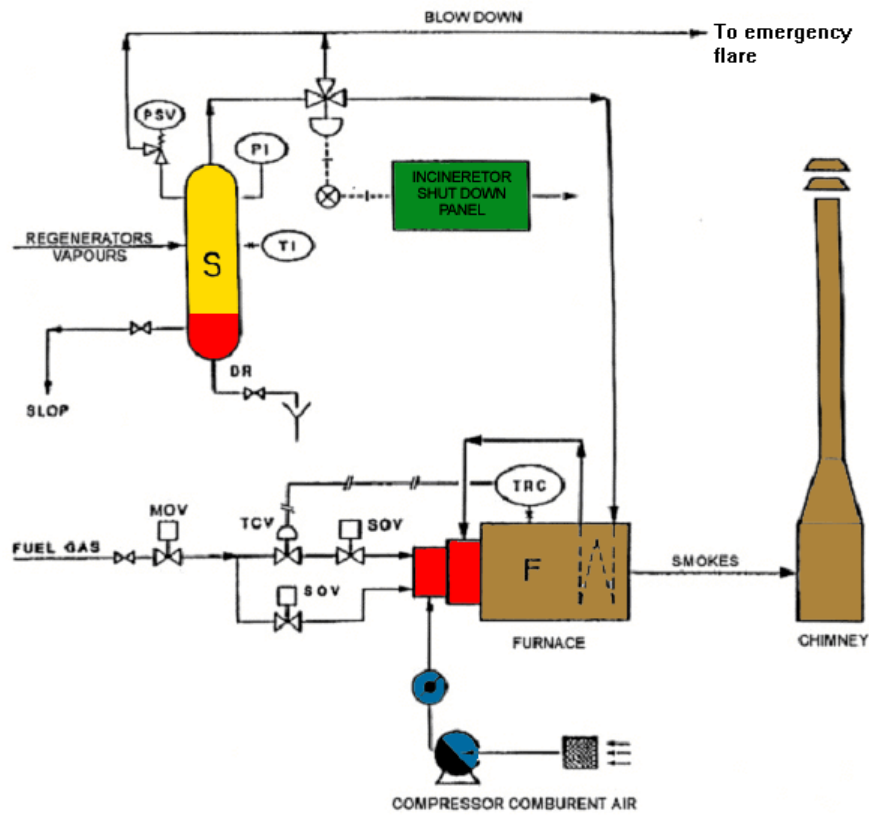 BLOW DOWN
To emergency
flare
PSV
PI
INCINERETOR
SHUT DOWN
PANEL
REGENERATORS
VAPOURS
TI
S
DR
SLOP
TRC
MOV
TCV
SOV
FUEL GAS
SOV
F
SMOKES
FURNACE
CHIMNEY
COMPRESSOR COMBURENT AIR